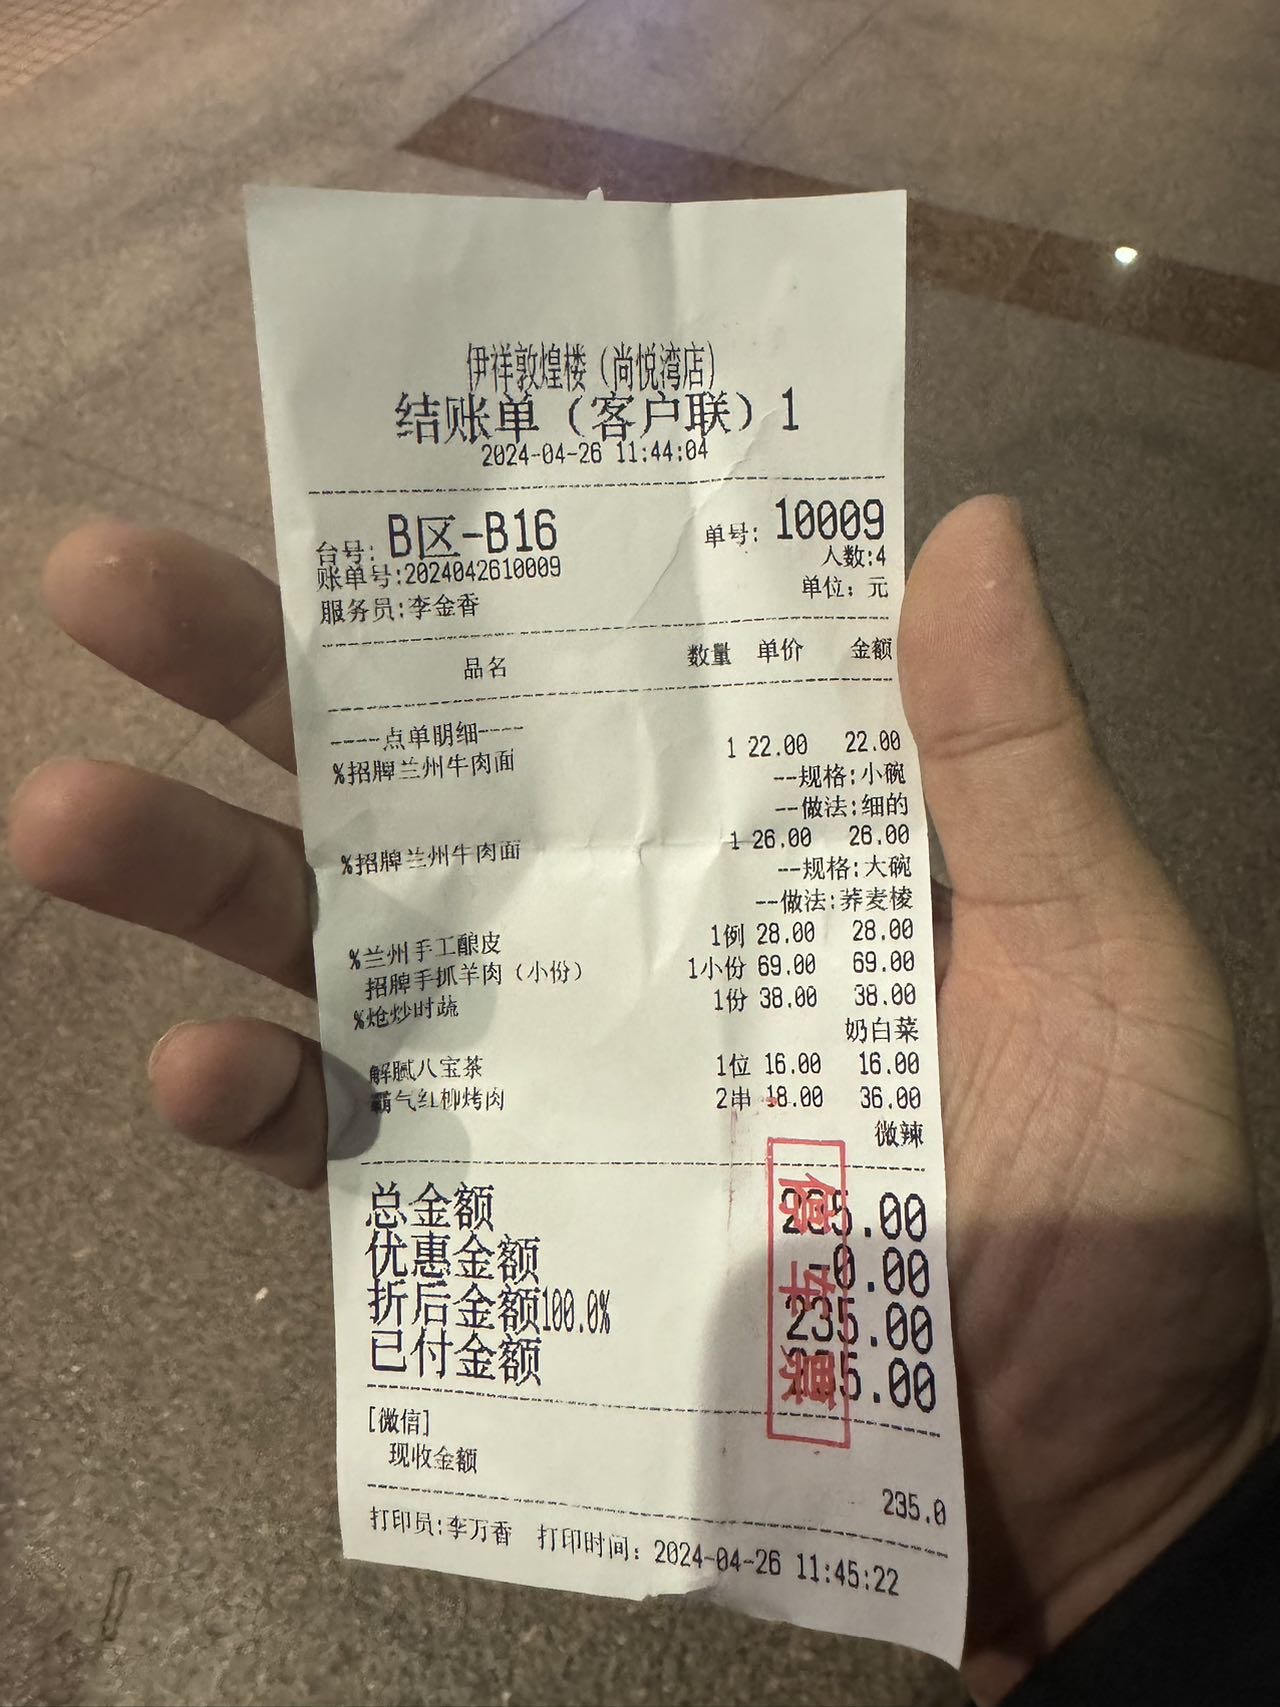 伊祥敦煌楼（尚悦湾店）
结账单（客户联）1
2024-04-26 11:44:04
台号: B区-B16 单号: 10009
账单号:2024042610009 人数:4
服务员:李金香 单位: 元
品名 数量 单价 金额
----点单明细----
%招牌兰州牛肉面 1 22.00 22.00
--规格:小碗
--做法:细的
%招牌兰州牛肉面 1 26.00 26.00
--规格:大碗
--做法:荞麦棱
%兰州手工酿皮 1例 28.00 28.00
招牌手抓羊肉（小份） 1小份 69.00 69.00
%炝炒时蔬 1份 38.00 38.00
奶白菜
解腻八宝茶 1位 16.00 16.00
霸气红柳烤肉 2串 18.00 36.00
微辣
总金额 235.00
优惠金额 -0.00
折后金额100.0% 235.00
已付金额 235.00
停车票
[微信]
现收金额
235.0
打印员:李万香 打印时间: 2024-04-26 11:45:22